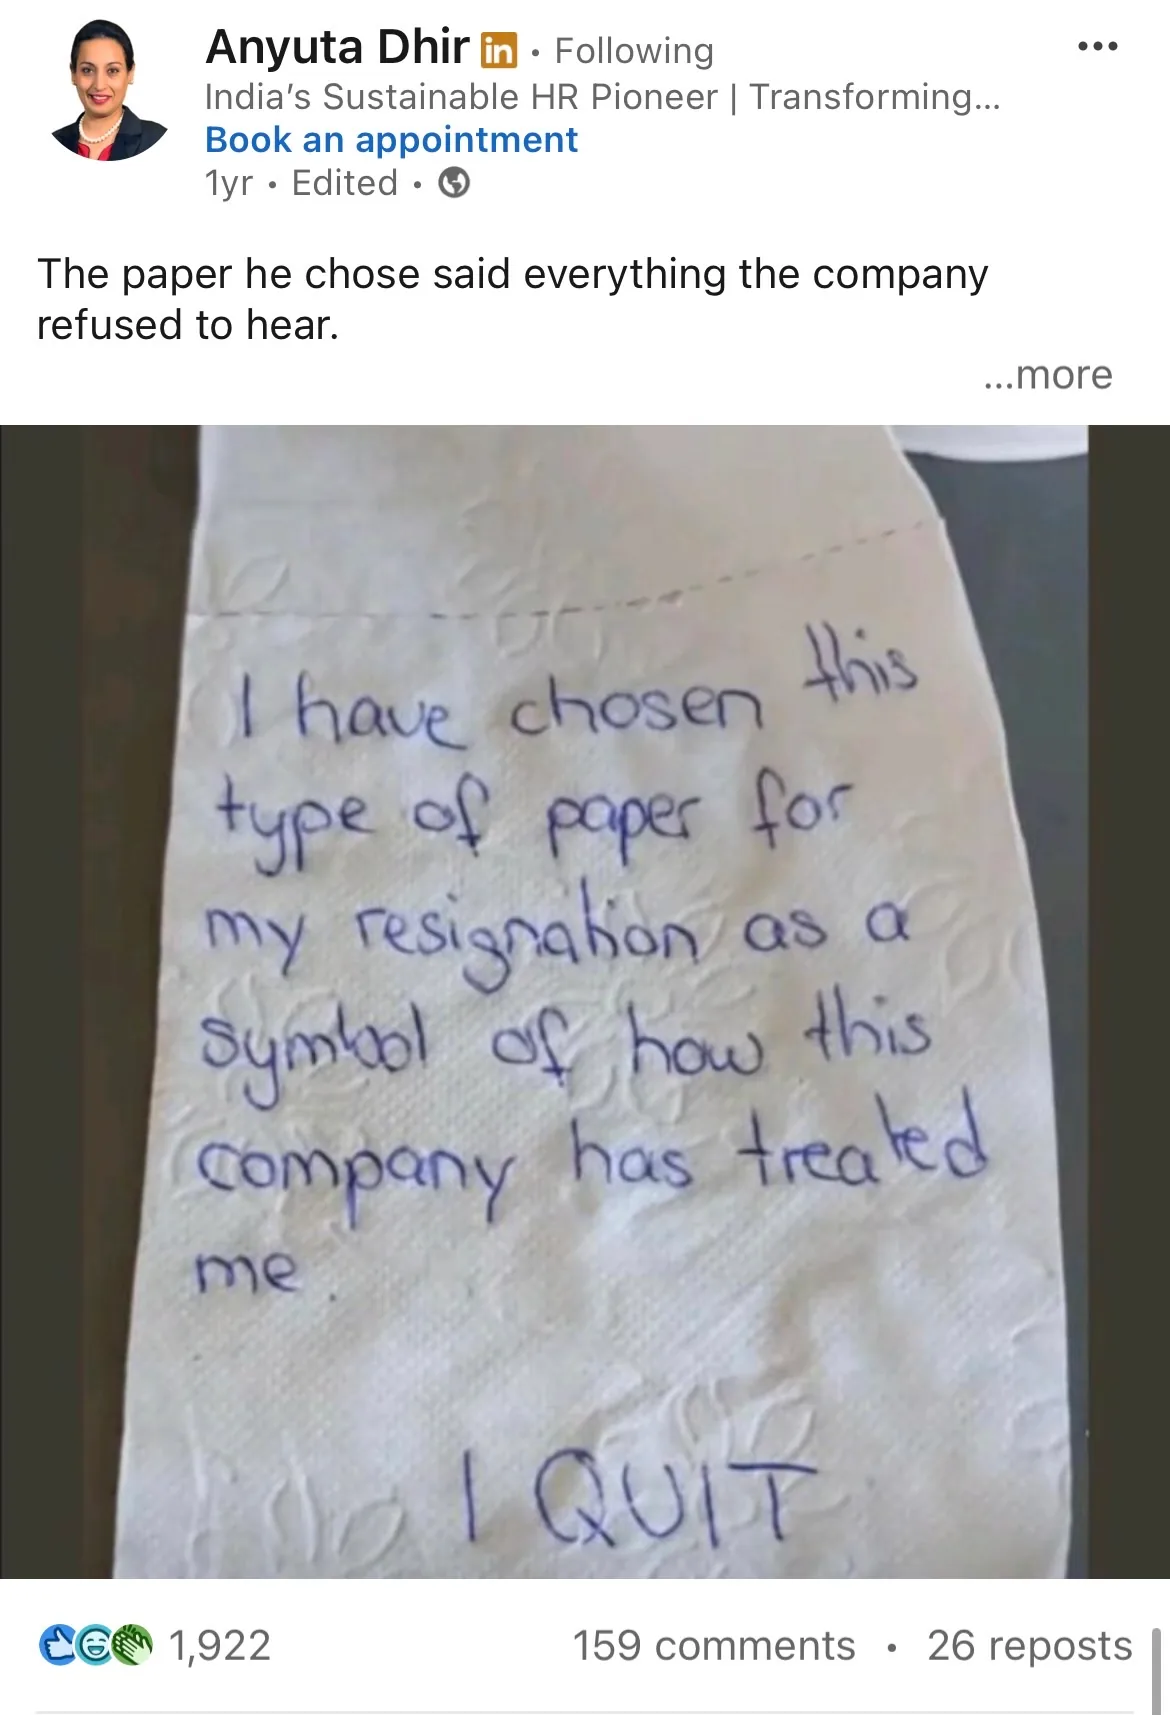 Anyuta Dhir in • Following
India's Sustainable HR Pioneer | Transforming...
Book an appointment
1yr • Edited •
The paper he chose said everything the company
refused to hear.
...more
I have chosen this
type of paper for
my resignation as a
symbol of how this
company has treated
me.
I QUIT
1,922
159 comments • 26 reposts